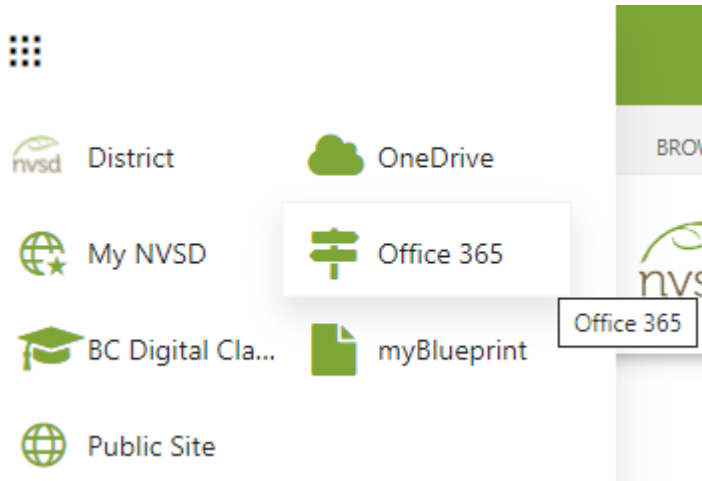 nvsd District OneDrive
BROW
My NVSD Office 365
nvs
Office 365
BC Digital Cla... myBlueprint
Public Site